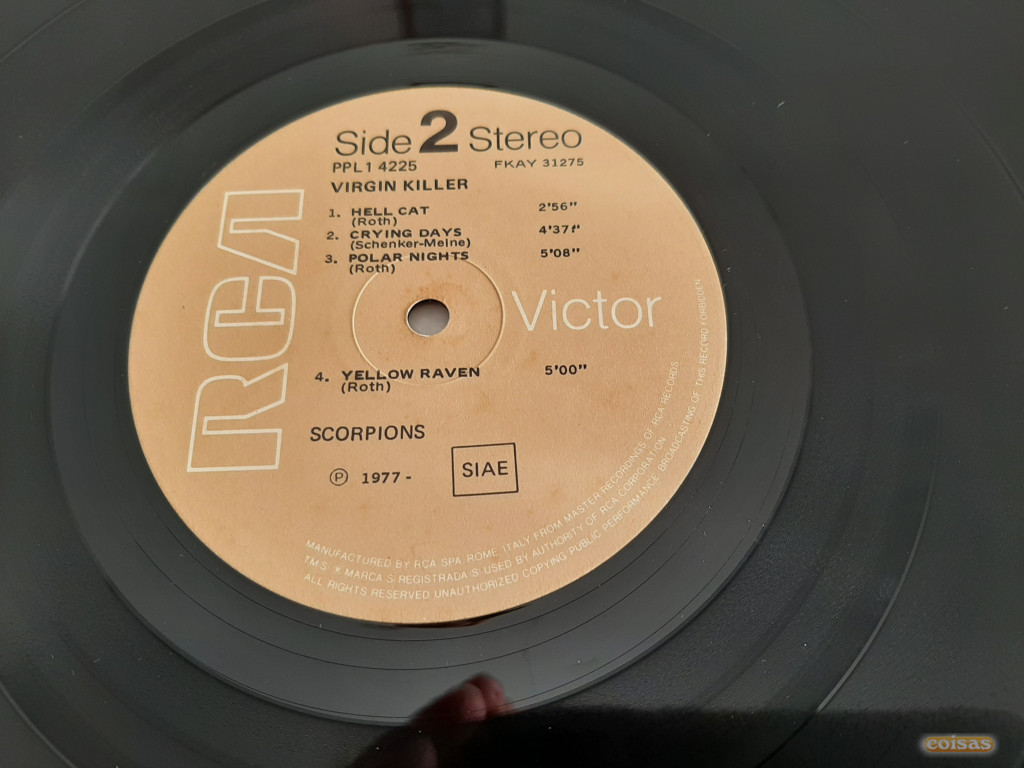 Side 2 Stereo
PPL1 4225 FKAY 31275
VIRGIN KILLER
1. HELL CAT 2'56"
(Roth)
2. CRYING DAYS 4'37"
(Schenker-Meine)
3. POLAR NIGHTS 5'08"
(Roth)
RCA Victor
4. YELLOW RAVEN 5'00"
(Roth)
SCORPIONS
℗ 1977 - SIAE
MANUFACTURED BY RCA SPA, ROME ITALY FROM MASTER RECORDINGS OF RCA RECORDS
TMS ® MARCA S REGISTRADA S USED BY AUTHORITY OF RCA CORPORATION
ALL RIGHTS RESERVED UNAUTHORIZED COPYING PUBLIC PERFORMANCE BROADCASTING OF THIS RECORD FORBIDDEN
coisas